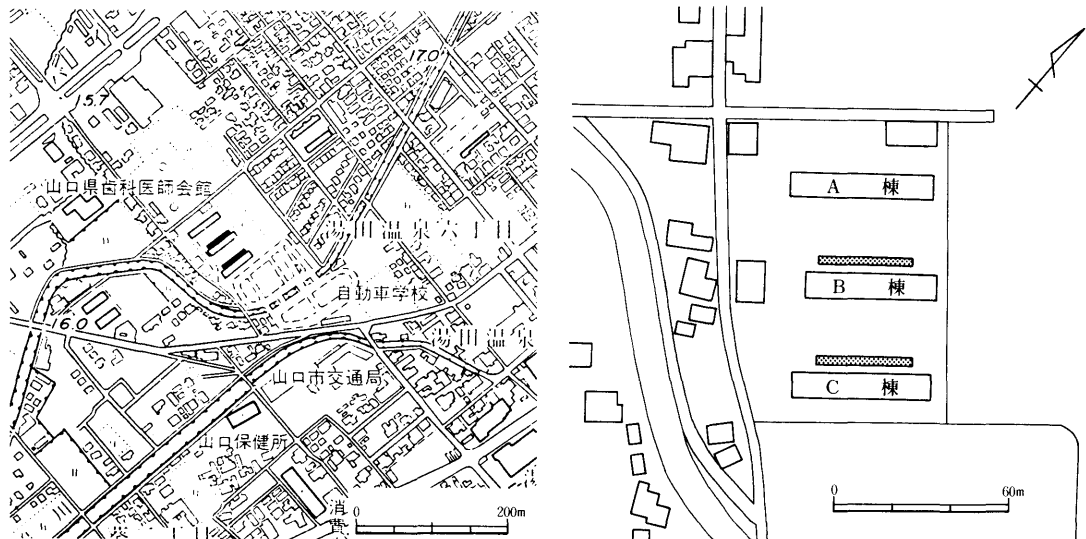 17.0
15.7
山口県歯科医師会館
湯田温泉六丁目
自動車学校
16.0
湯田温泉
山口市交通局
山口保健所
消費
0 200m
A 棟
B 棟
C 棟
0 60m